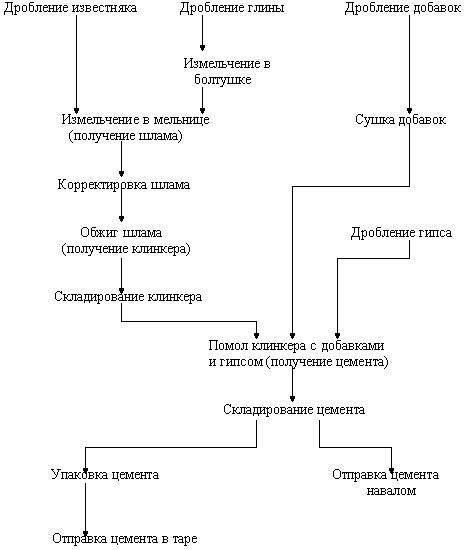 Дробление известняка
Дробление глины
Дробление добавок
Измельчение в
болтушке
Измельчение в мельнице
(получение шлама)
Сушка добавок
Корректировка шлама
Обжиг шлама
(получение клинкера)
Дробление гипса
Складирование клинкера
Помол клинкера с добавками
и гипсом (получение цемента)
Складирование цемента
Упаковка цемента
Отправка цемента
навалом
Отправка цемента в таре